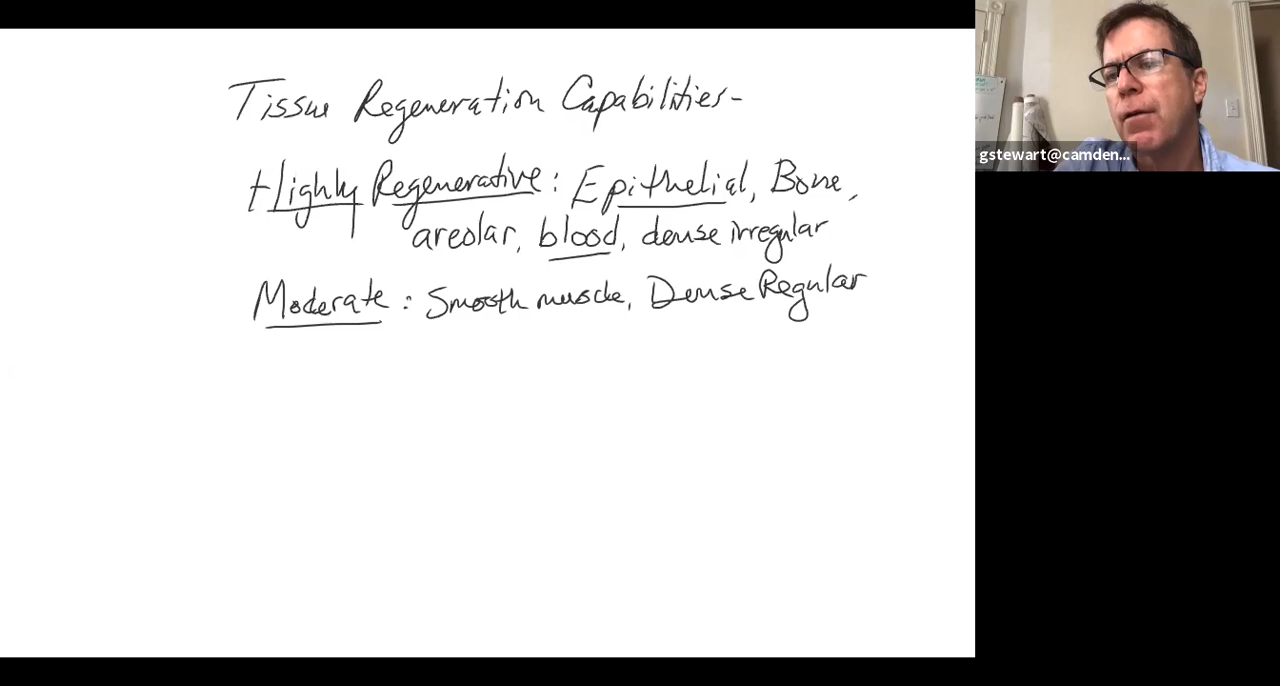 Tissue Regeneration Capabilities-
Highly Regenerative: Epithelial, Bone,
areolar, blood, dense irregular
Moderate: Smooth muscle, Dense Regular
gstewart@camden...